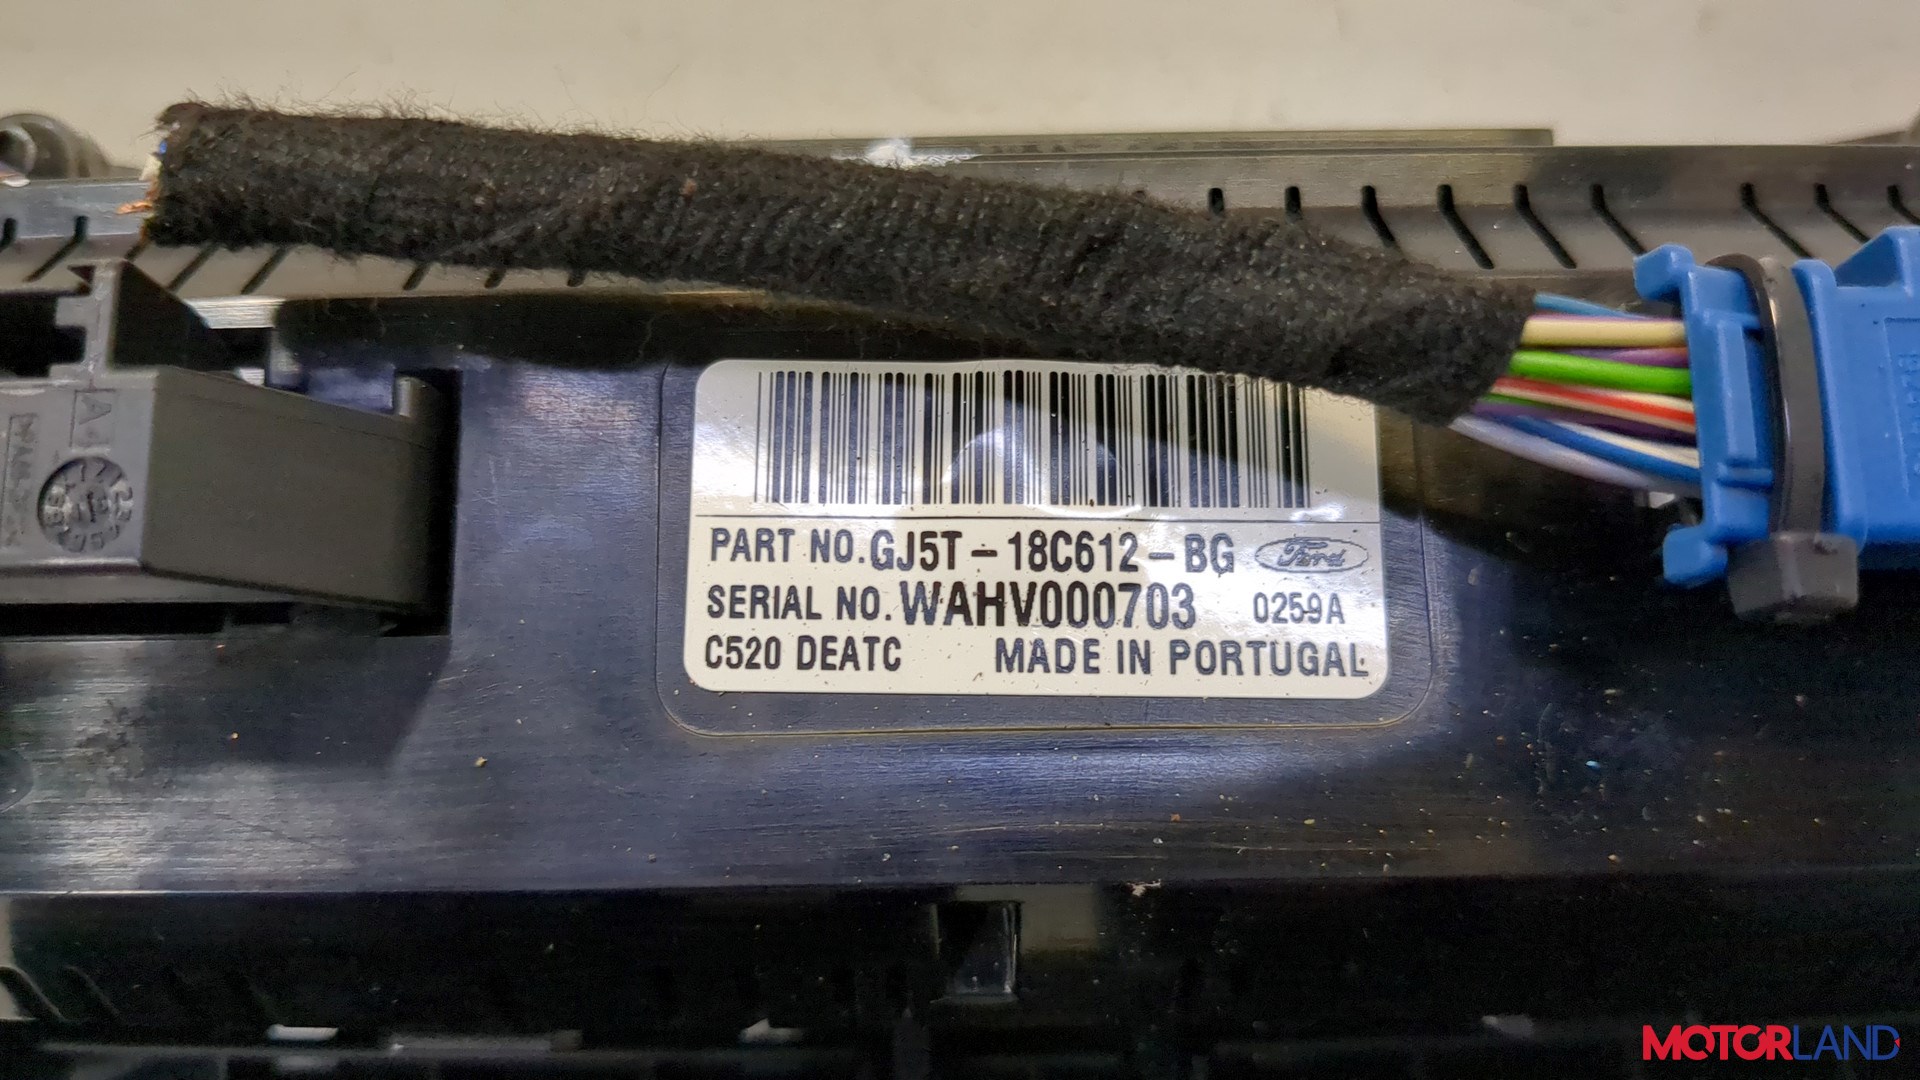 PART NO. GJ5T-18C612-BG Ford
SERIAL NO. WAHV000703 0259A
C520 DEATC MADE IN PORTUGAL
MOTORLAND